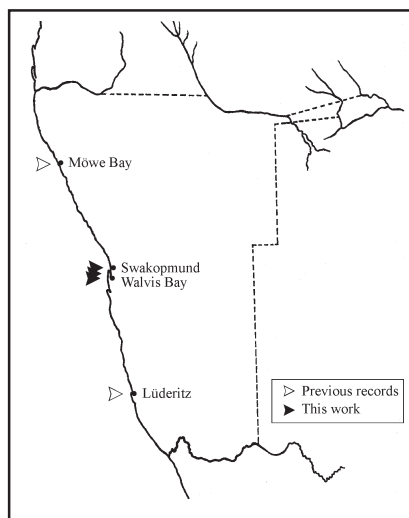 Möwe Bay
Swakopmund
Walvis Bay
Lüderitz
Previous records
This work